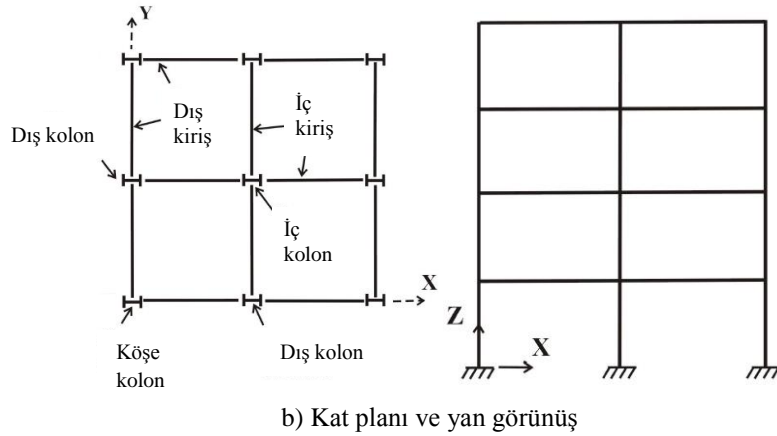 Y
Dış
kiriş
İç
kiriş
Dış kolon
İç
kolon
X
Köşe
kolon
Dış kolon
Z
X
b) Kat planı ve yan görünüş